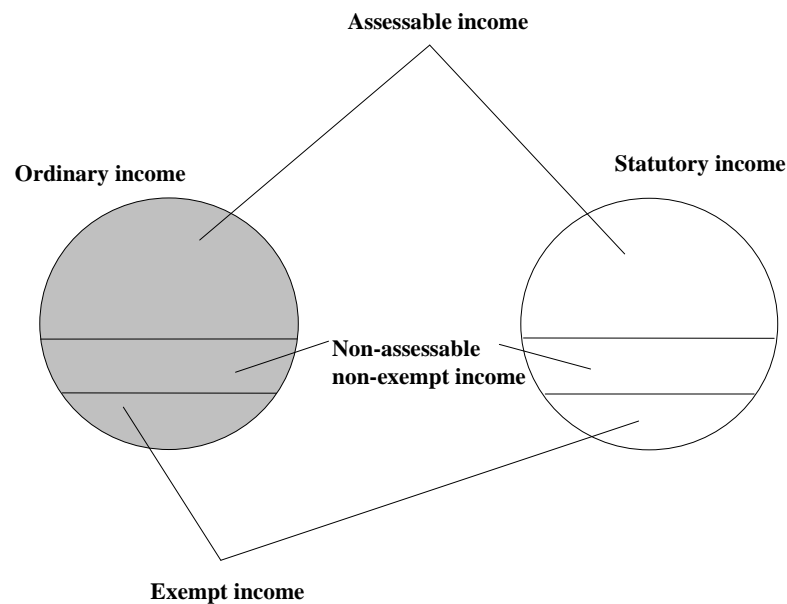 Assessable income
Ordinary income
Statutory income
Non-assessable
non-exempt income
Exempt income